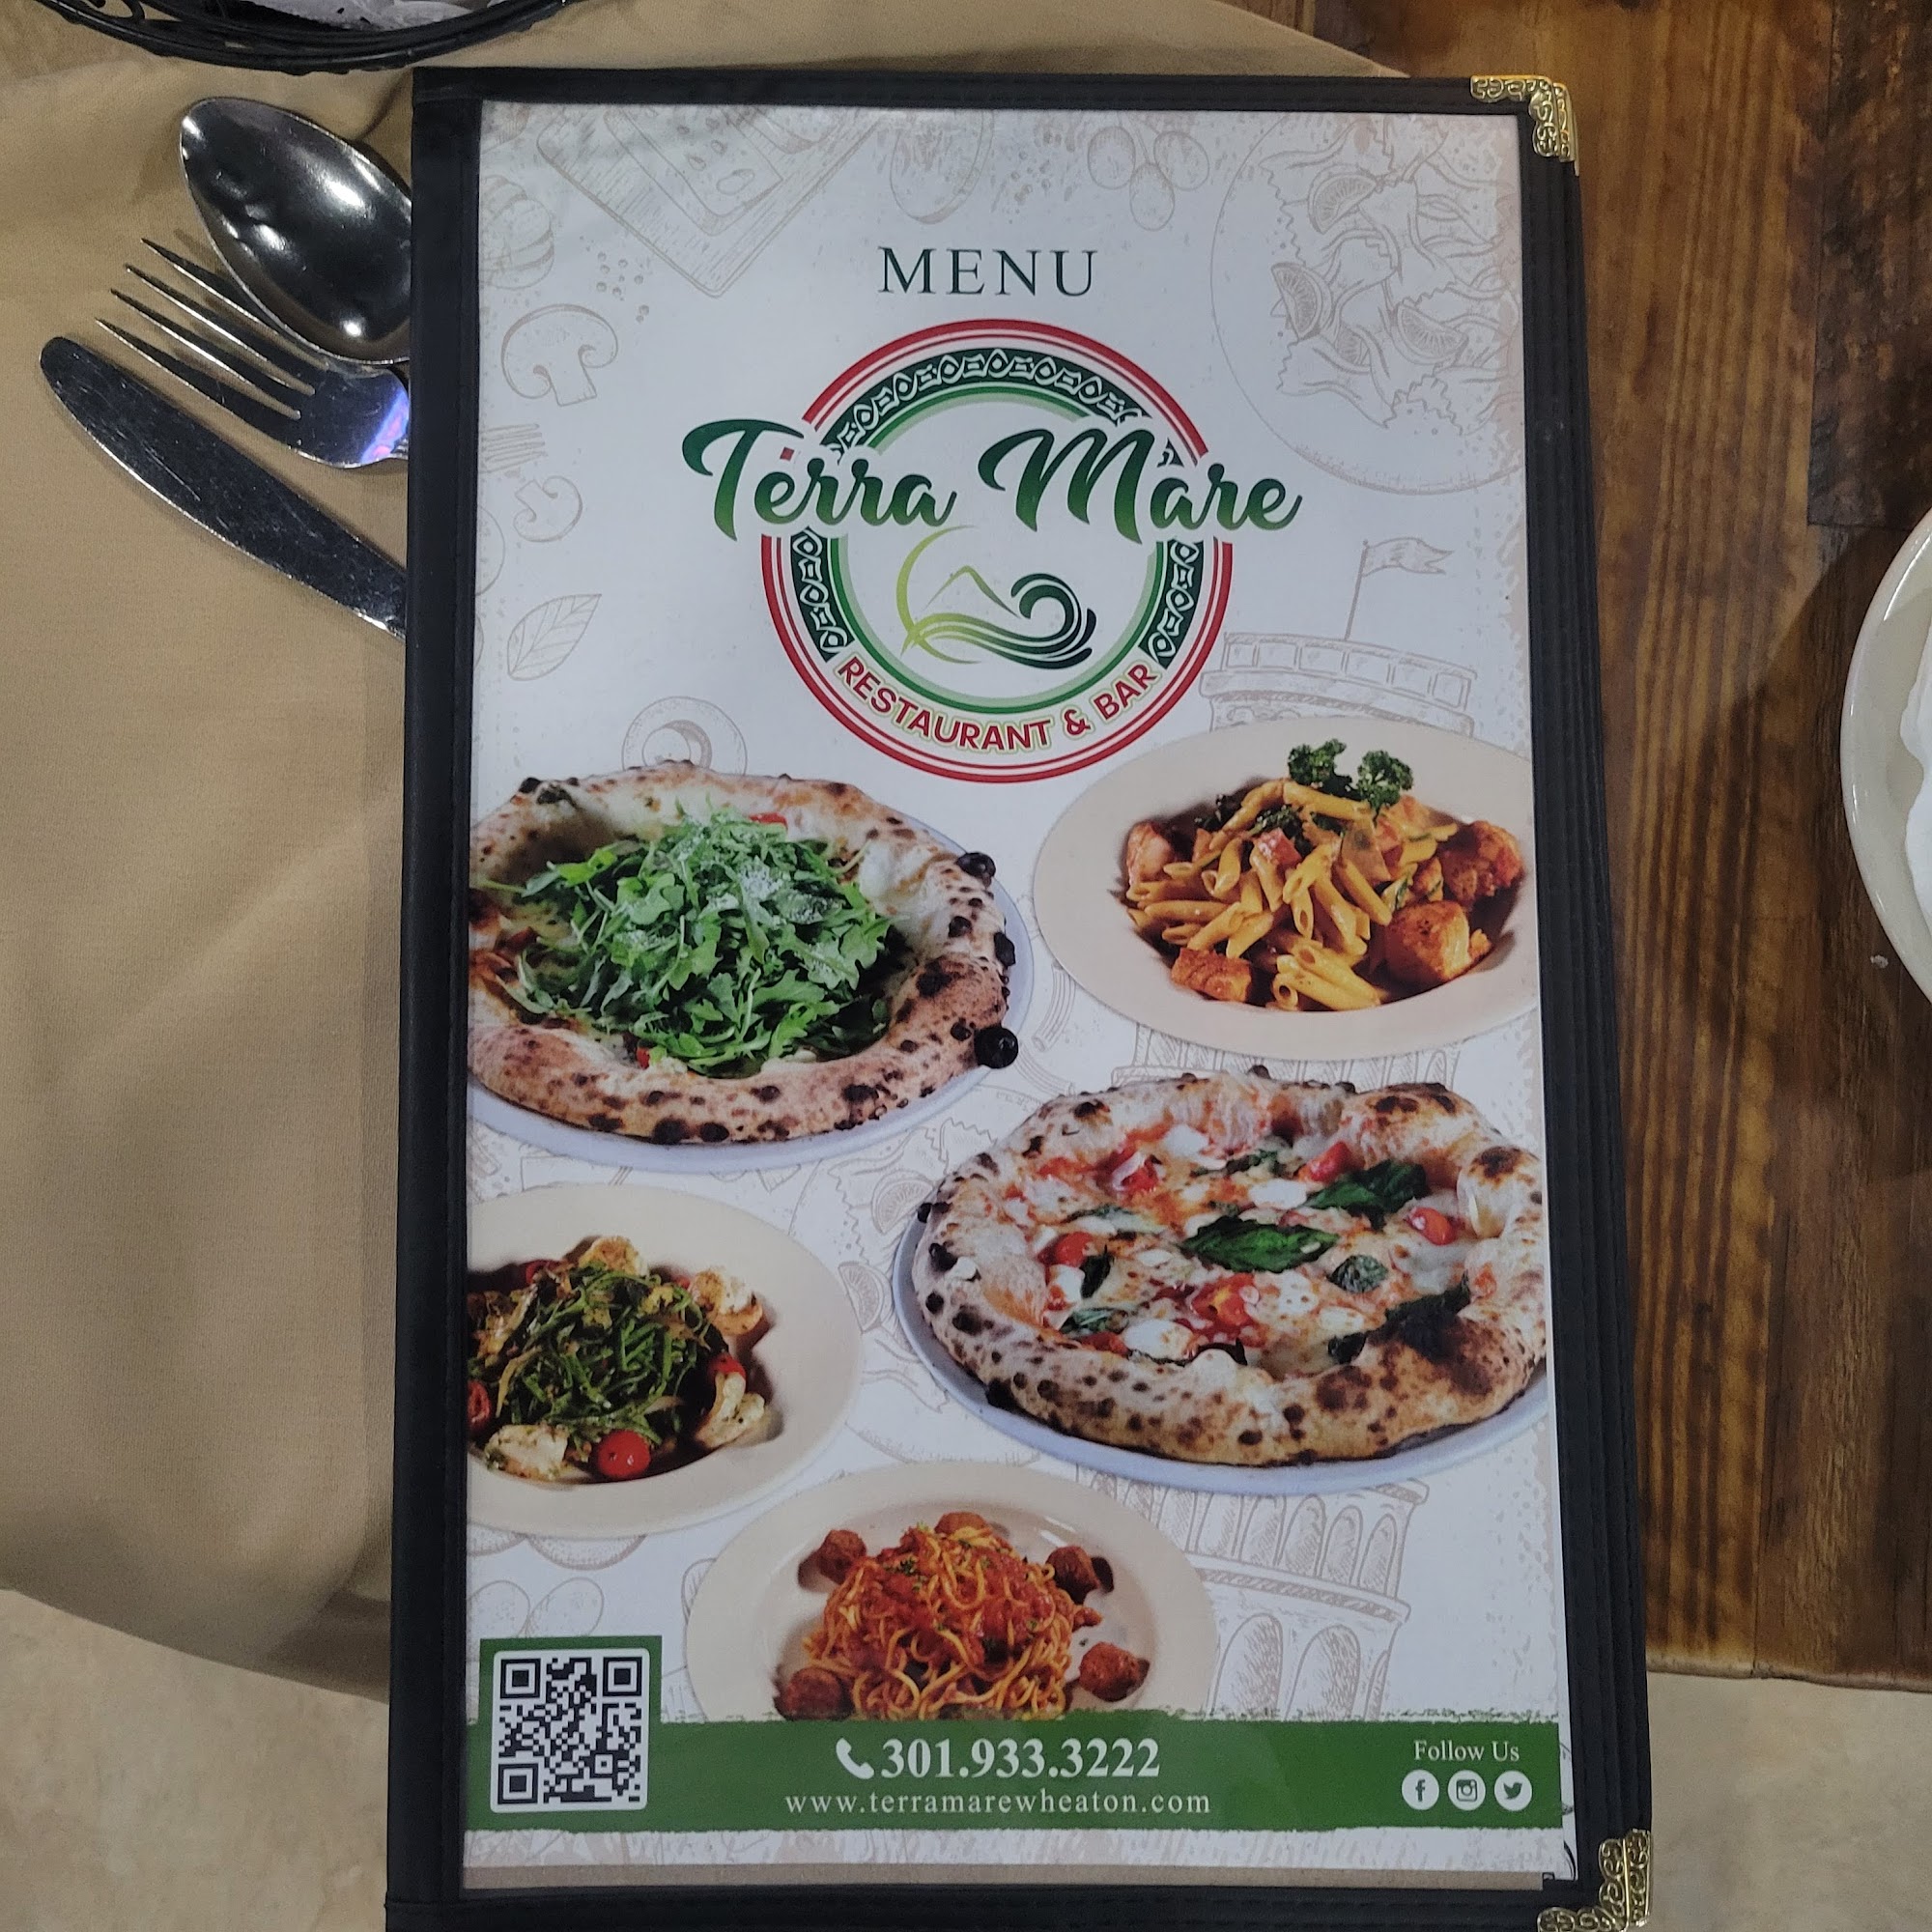 MENU
Terra Mare
RESTAURANT & BAR
301.933.3222
www.terramarewheaton.com
Follow Us